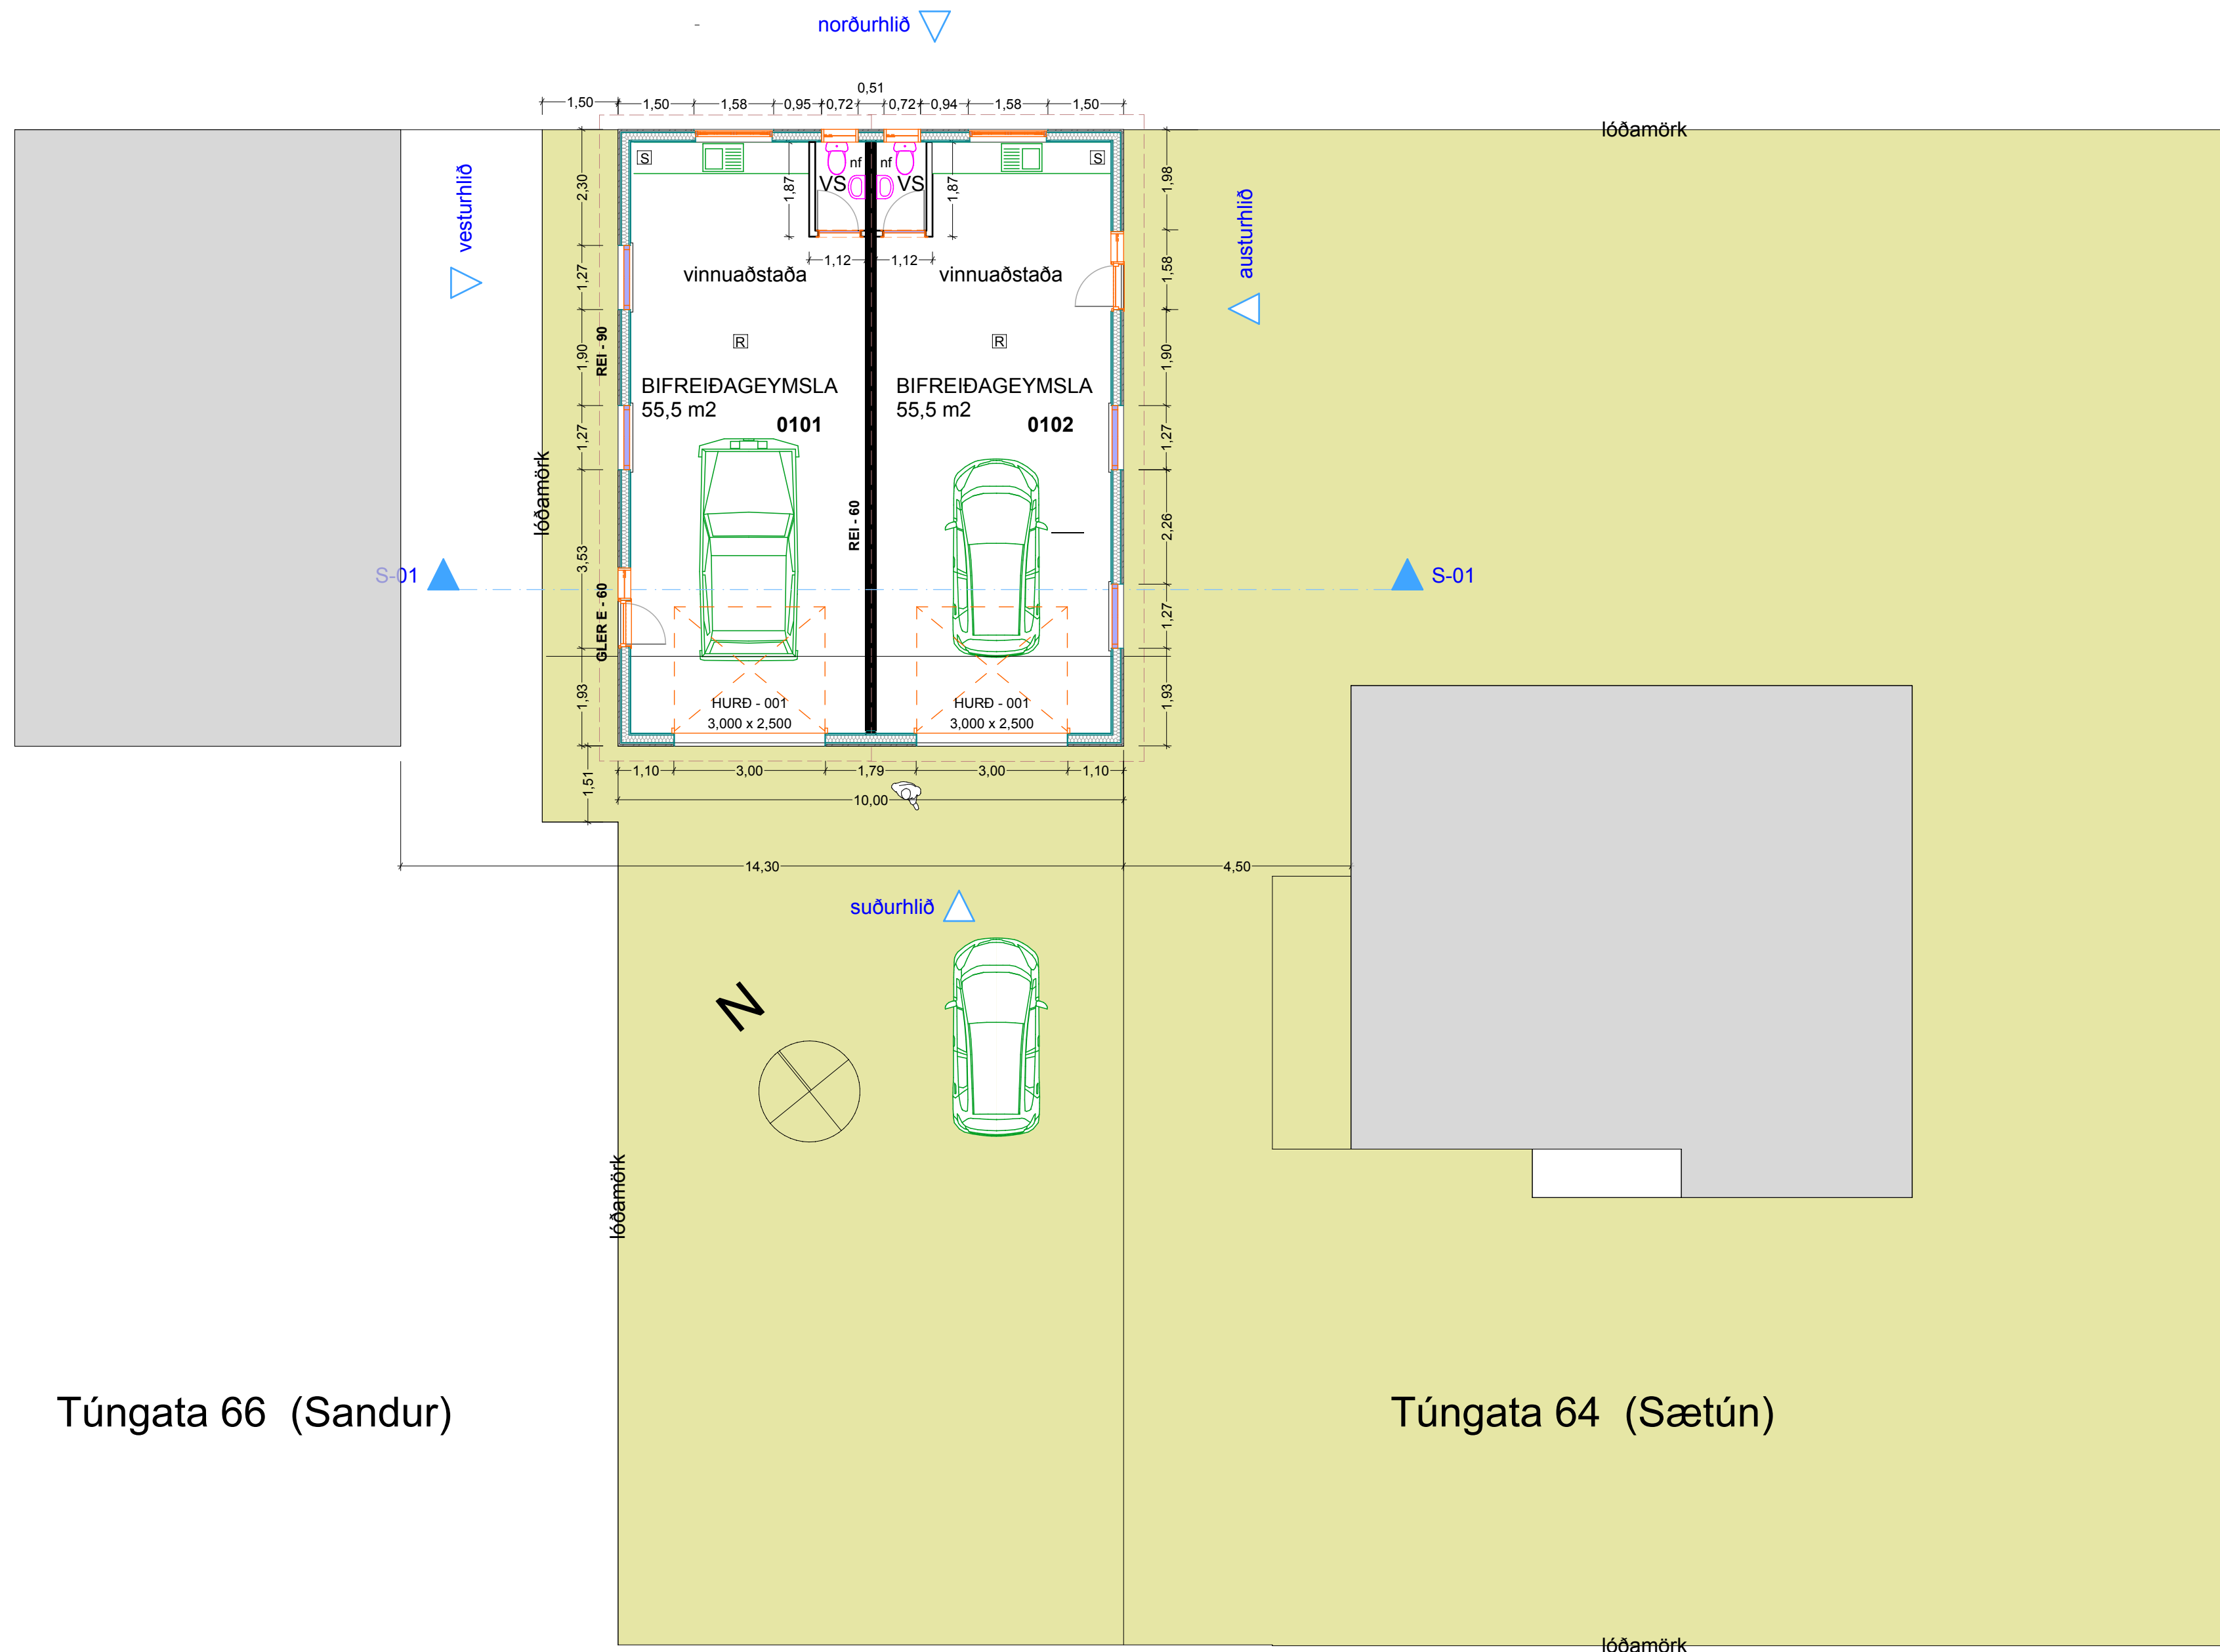 norðurhlið
0,51
1,50
1,50
1,58
0,95
0,72
0,72
0,94
1,58
1,50
lóðamörk
S
S
nf
nf
VS
VS
1,87
1,87
1,12
1,12
vesturhlið
austurhlið
2,30
1,27
1,90
1,27
3,53
1,93
1,51
1,98
1,58
1,90
1,27
2,26
1,27
1,93
vinnuaðstaða
vinnuaðstaða
REI - 90
R
R
BIFREIÐAGEYMSLA
55,5 m2
0101
BIFREIÐAGEYMSLA
55,5 m2
0102
lóðamörk
REI - 60
S-01
S-01
GLER E - 60
HURÐ - 001
3,000 x 2,500
HURÐ - 001
3,000 x 2,500
1,10
3,00
1,79
3,00
1,10
10,00
14,30
4,50
suðurhlið
N
lóðamörk
Túngata 66 (Sandur)
Túngata 64 (Sætún)
lóðamörk